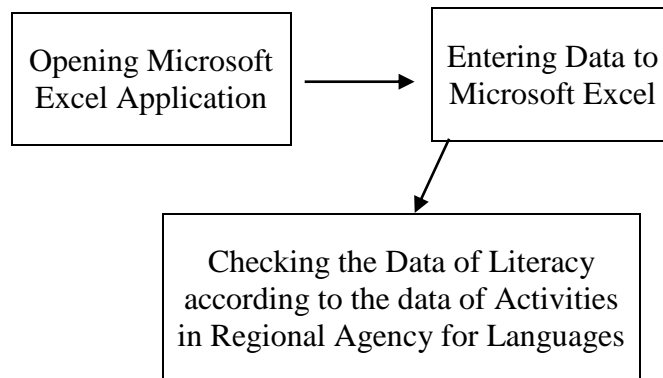 Opening Microsoft
Excel Application
Entering Data to
Microsoft Excel
Checking the Data of Literacy
according to the data of Activities
in Regional Agency for Languages